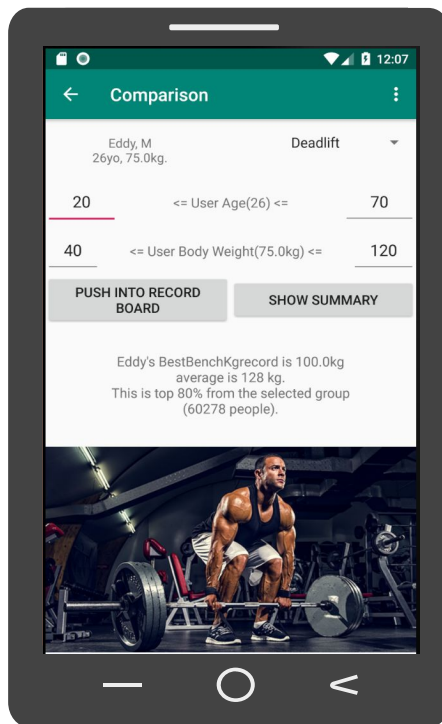 12:07
Comparison
Eddy, M
26yo, 75.0kg.
Deadlift
20 <= User Age(26) <= 70
40 <= User Body Weight(75.0kg) <= 120
PUSH INTO RECORD
BOARD
SHOW SUMMARY
Eddy's BestBenchKgrecord is 100.0kg
average is 128 kg.
This is top 80% from the selected group
(60278 people).